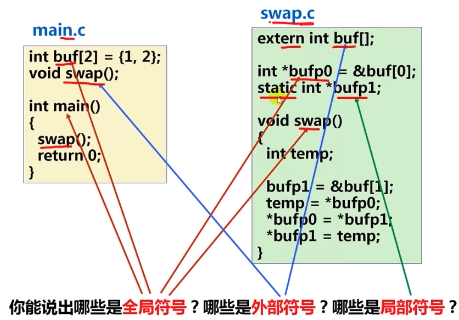 main.c
int buf[2] = {1, 2};
void swap();
int main()
{
swap();
return 0;
}
swap.c
extern int buf[];
int *bufp0 = &buf[0];
static int *bufp1;
void swap()
{
int temp;
bufp1 = &buf[1];
temp = *bufp0;
*bufp0 = *bufp1;
*bufp1 = temp;
}
你能说出哪些是全局符号？哪些是外部符号？哪些是局部符号？